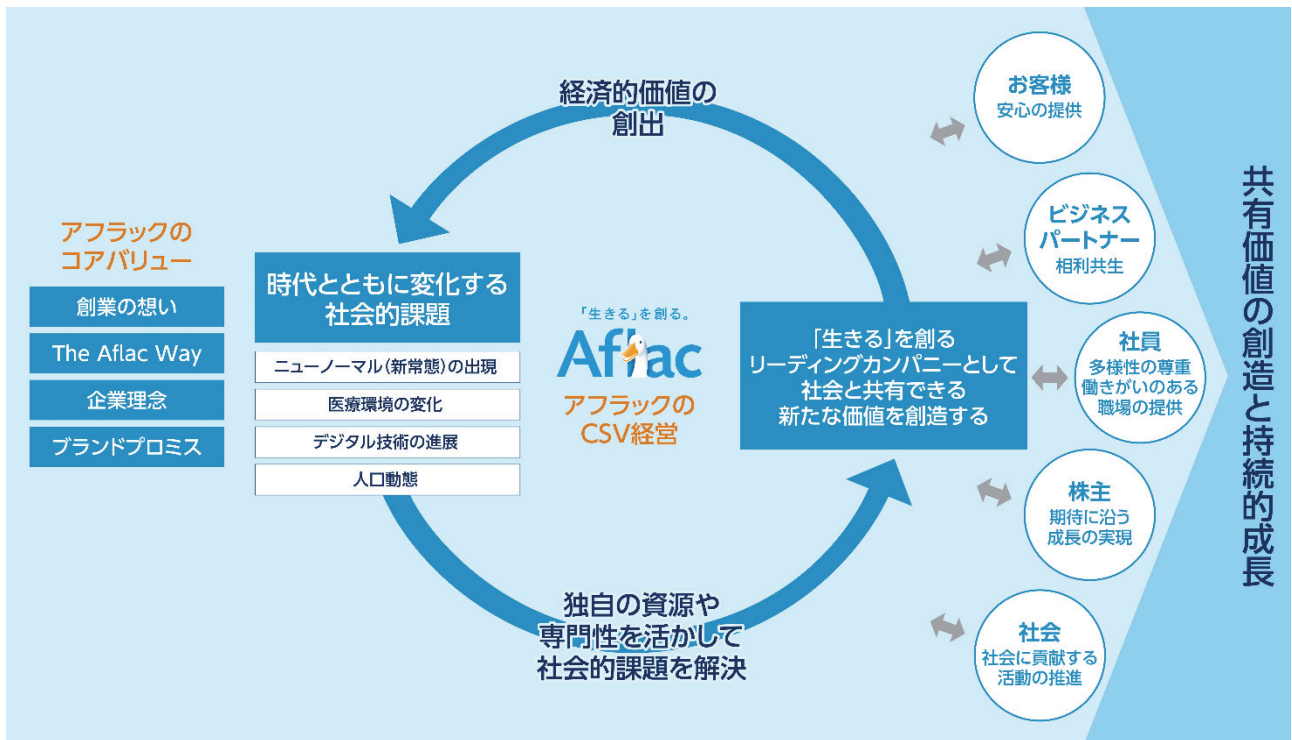 アフラックの
コアバリュー
創業の想い
The Aflac Way
企業理念
ブランドプロミス
経済的価値の
創出
時代とともに変化する
社会的課題
ニューノーマル（新常態）の出現
医療環境の変化
デジタル技術の進展
人口動態
「生きる」を創る。
Aflac
アフラックの
CSV経営
「生きる」を創る
リーディングカンパニーとして
社会と共有できる
新たな価値を創造する
独自の資源や
専門性を活かして
社会的課題を解決
お客様
安心の提供
ビジネス
パートナー
相利共生
社員
多様性の尊重
働きがいのある
職場の提供
株主
期待に沿う
成長の実現
社会
社会に貢献する
活動の推進
共有価値の創造と持続的成長